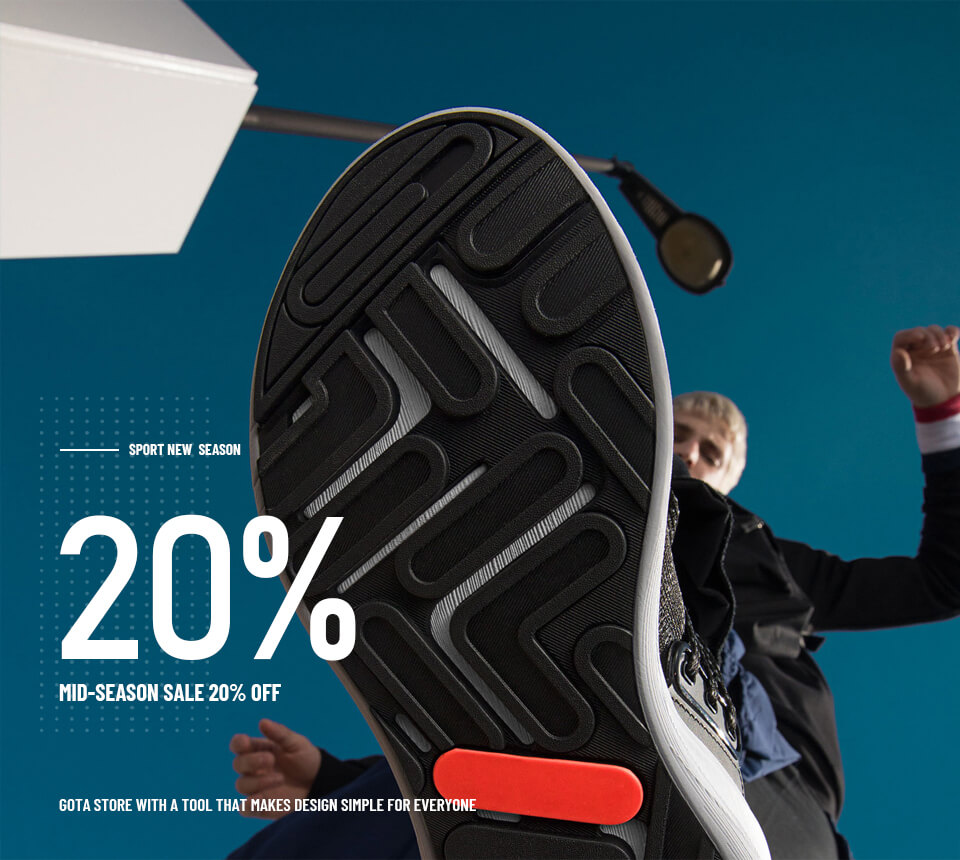 SPORT NEW SEASON
20%
MID-SEASON SALE 20% OFF
GOTA STORE WITH A TOOL THAT MAKES DESIGN SIMPLE FOR EVERYONE